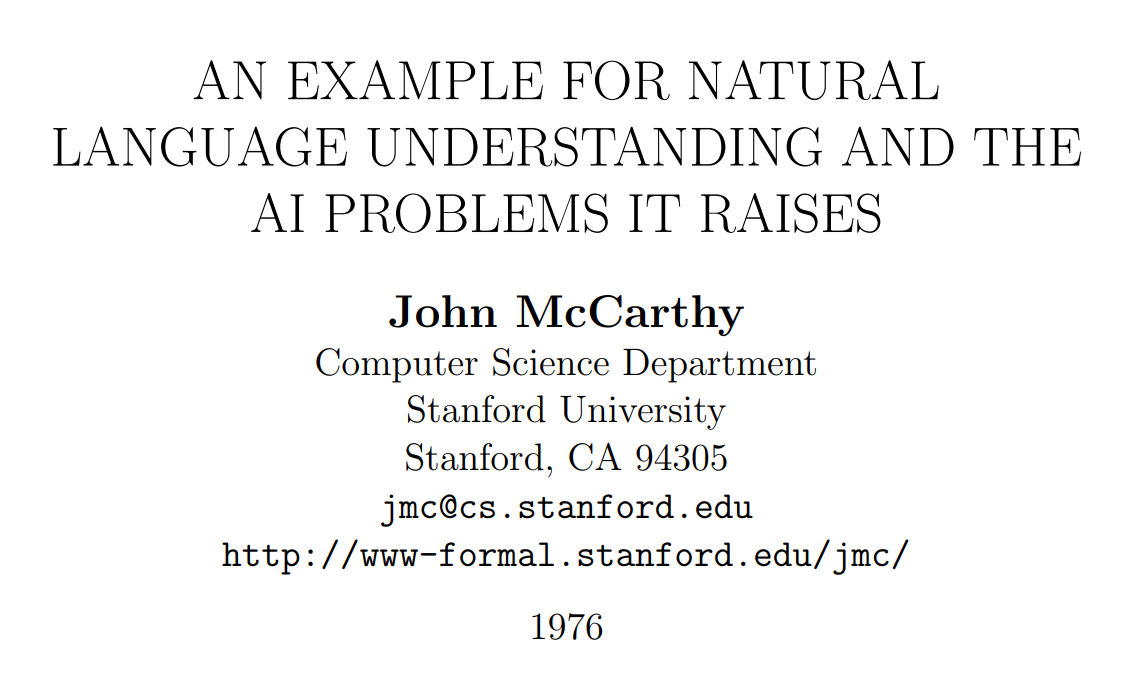 AN EXAMPLE FOR NATURAL
LANGUAGE UNDERSTANDING AND THE
AI PROBLEMS IT RAISES
John McCarthy
Computer Science Department
Stanford University
Stanford, CA 94305
jmc@cs.stanford.edu
http://www-formal.stanford.edu/jmc/
1976